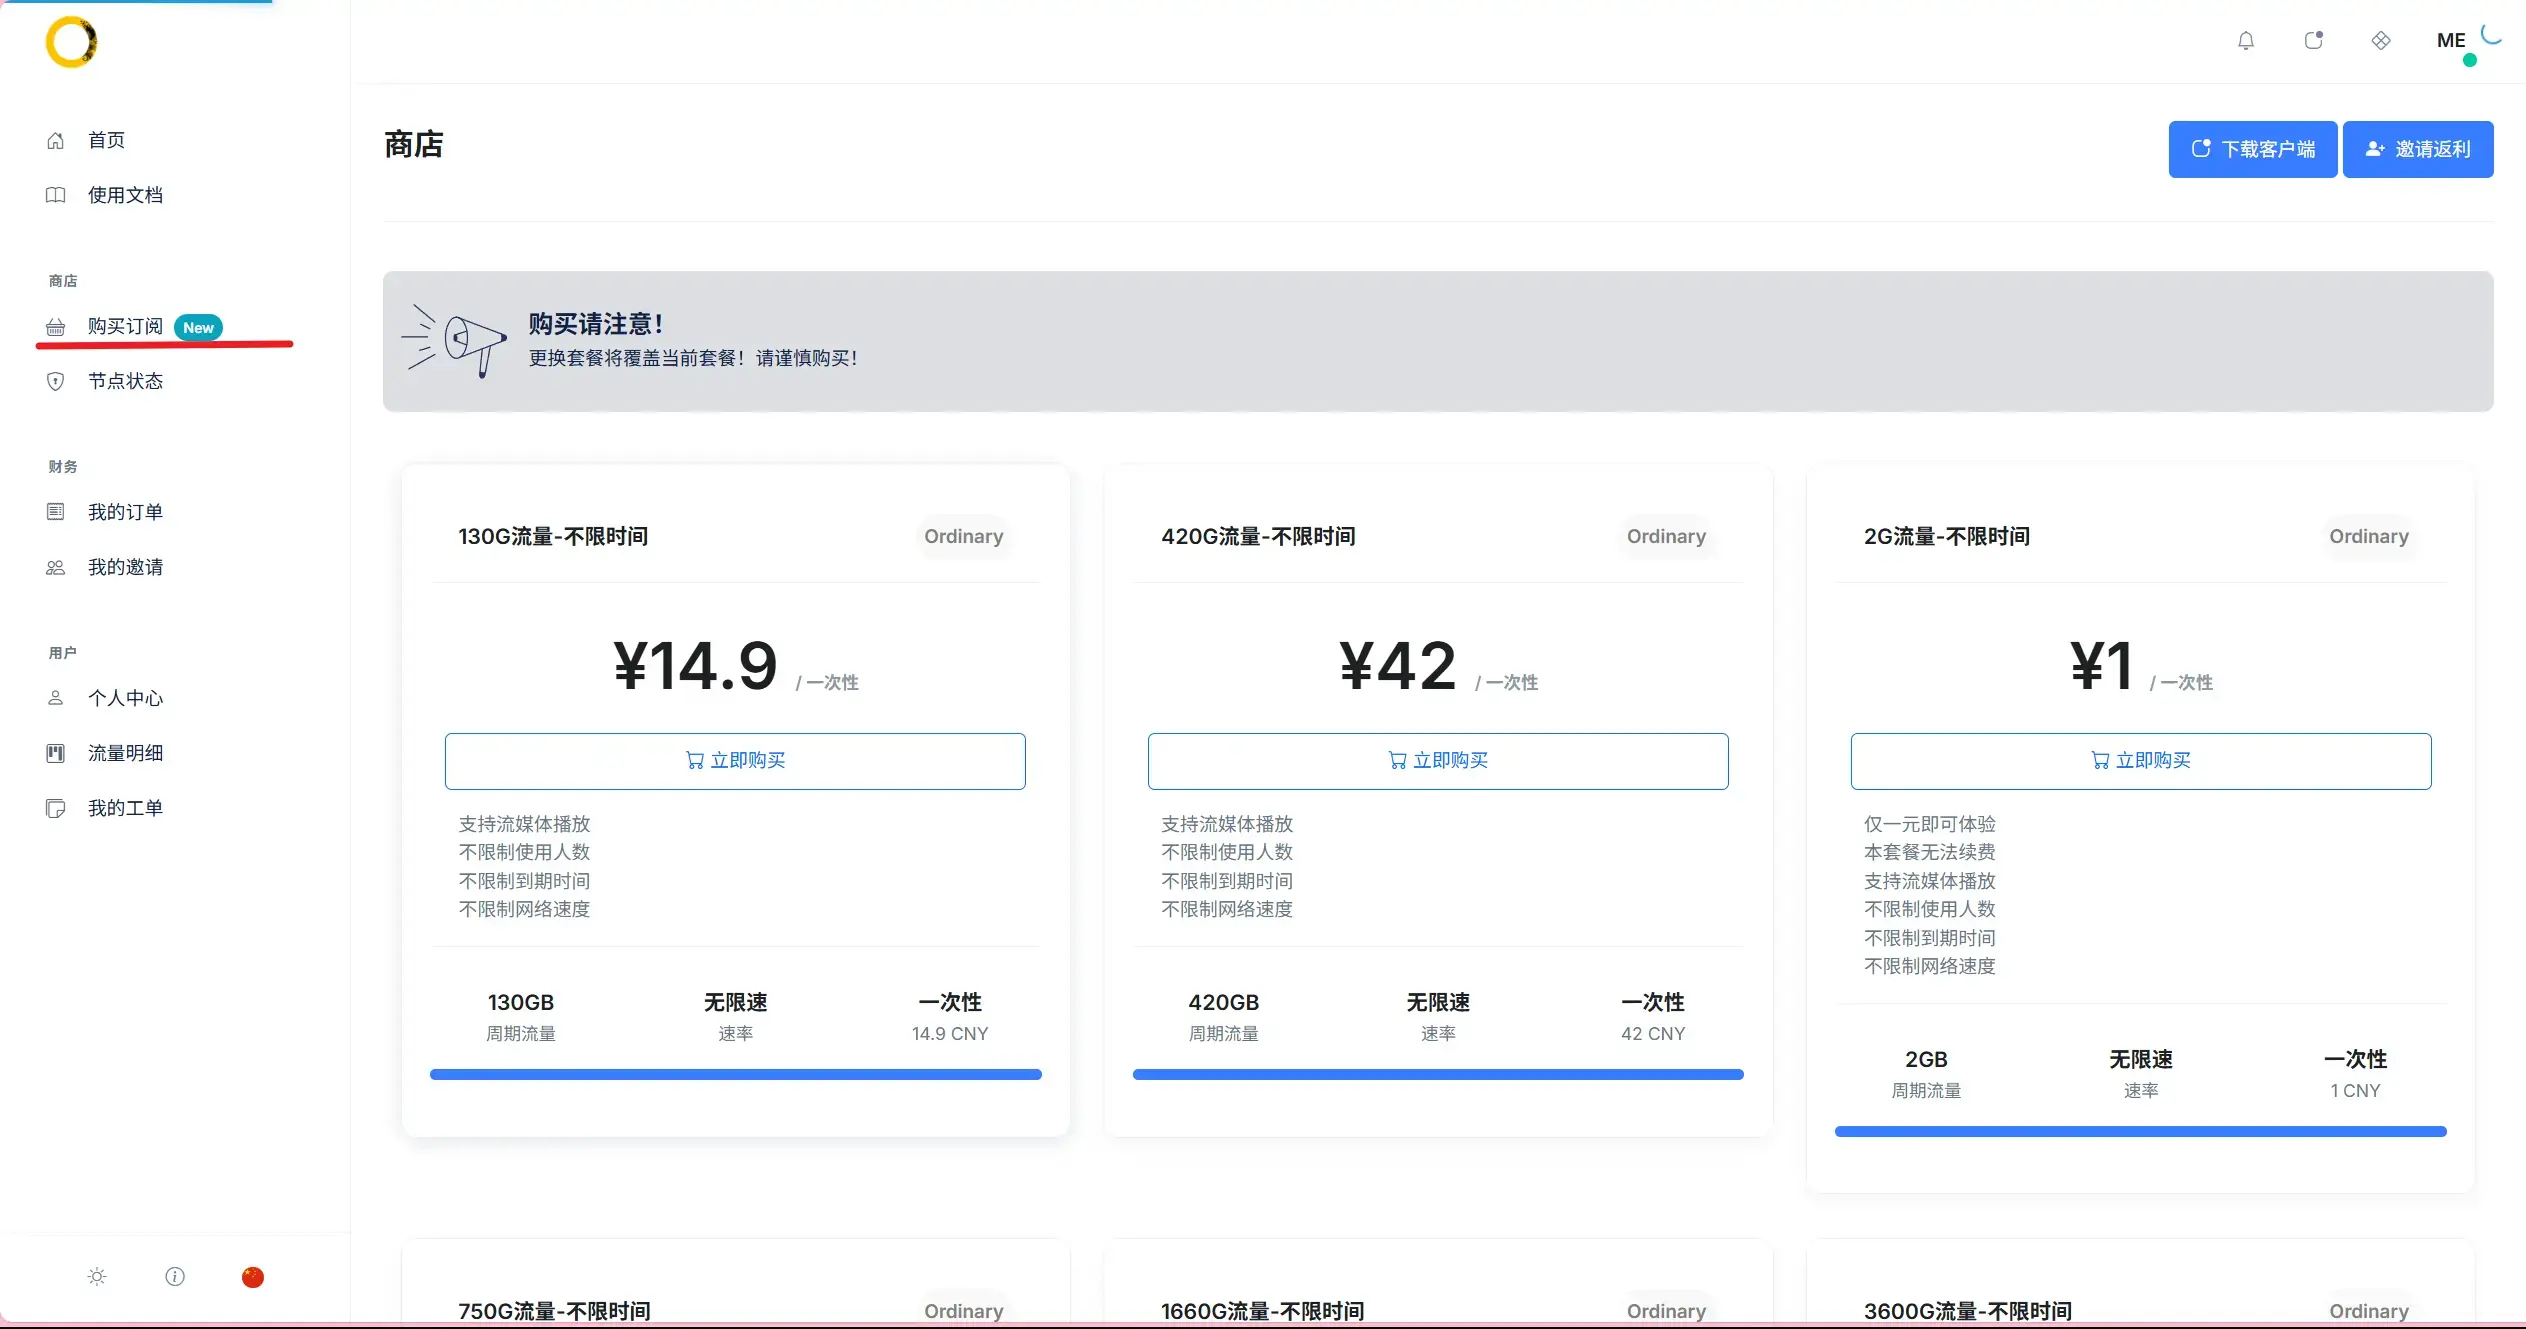 ME
首页
使用文档
商店
购买订阅 New
节点状态
财务
我的订单
我的邀请
用户
个人中心
流量明细
我的工单
商店
下载客户端
邀请返利
购买请注意！
更换套餐将覆盖当前套餐！请谨慎购买！
130G流量-不限时间 Ordinary
¥14.9 / 一次性
立即购买
支持流媒体播放
不限制使用人数
不限制到期时间
不限制网络速度
130GB 无限速 一次性
周期流量 速率 14.9 CNY
420G流量-不限时间 Ordinary
¥42 / 一次性
立即购买
支持流媒体播放
不限制使用人数
不限制到期时间
不限制网络速度
420GB 无限速 一次性
周期流量 速率 42 CNY
2G流量-不限时间 Ordinary
¥1 / 一次性
立即购买
仅一元即可体验
本套餐无法续费
支持流媒体播放
不限制使用人数
不限制到期时间
不限制网络速度
2GB 无限速 一次性
周期流量 速率 1 CNY
750G流量-不限时间 Ordinary
1660G流量-不限时间 Ordinary
3600G流量-不限时间 Ordinary